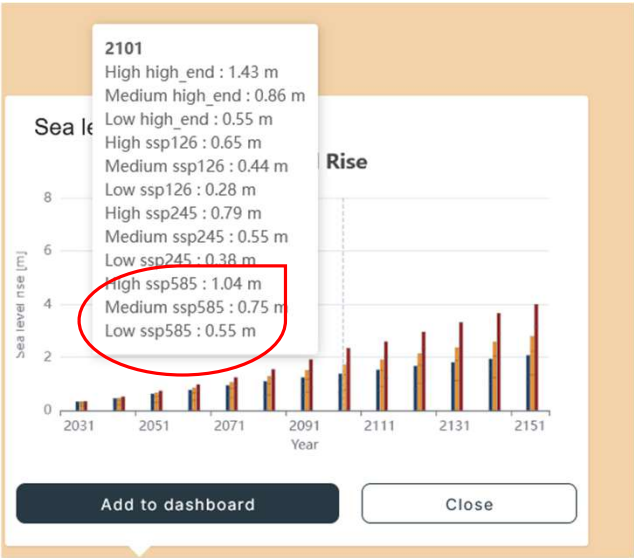 2101
High high_end : 1.43 m
Medium high_end : 0.86 m
Low high_end : 0.55 m
High ssp126 : 0.65 m
Medium ssp126 : 0.44 m
Low ssp126 : 0.28 m
High ssp245 : 0.79 m
Medium ssp245 : 0.55 m
Low ssp245 : 0.38 m
High ssp585 : 1.04 m
Medium ssp585 : 0.75 m
Low ssp585 : 0.55 m
Sea le
Rise
Sea level rise [m]
8
6
4
2
0
2031 2051 2071 2091 2111 2131 2151
Year
Add to dashboard
Close